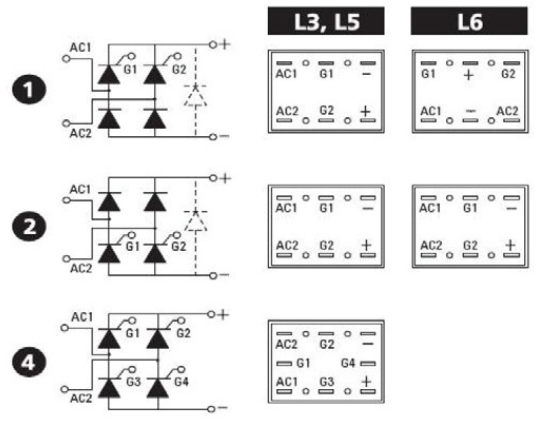 L3, L5 L6
1
AC1 G1 G2 +
AC2 −
AC1 G1 −
AC2 G2 +
G1 + G2
AC1 − AC2
2
AC1 +
AC2 G1 G2 −
AC1 G1 −
AC2 G2 +
AC1 G1 −
AC2 G2 +
4
AC1 G1 G2 +
AC2 G3 G4 −
AC2 G2 −
G1 G4
AC1 G3 +